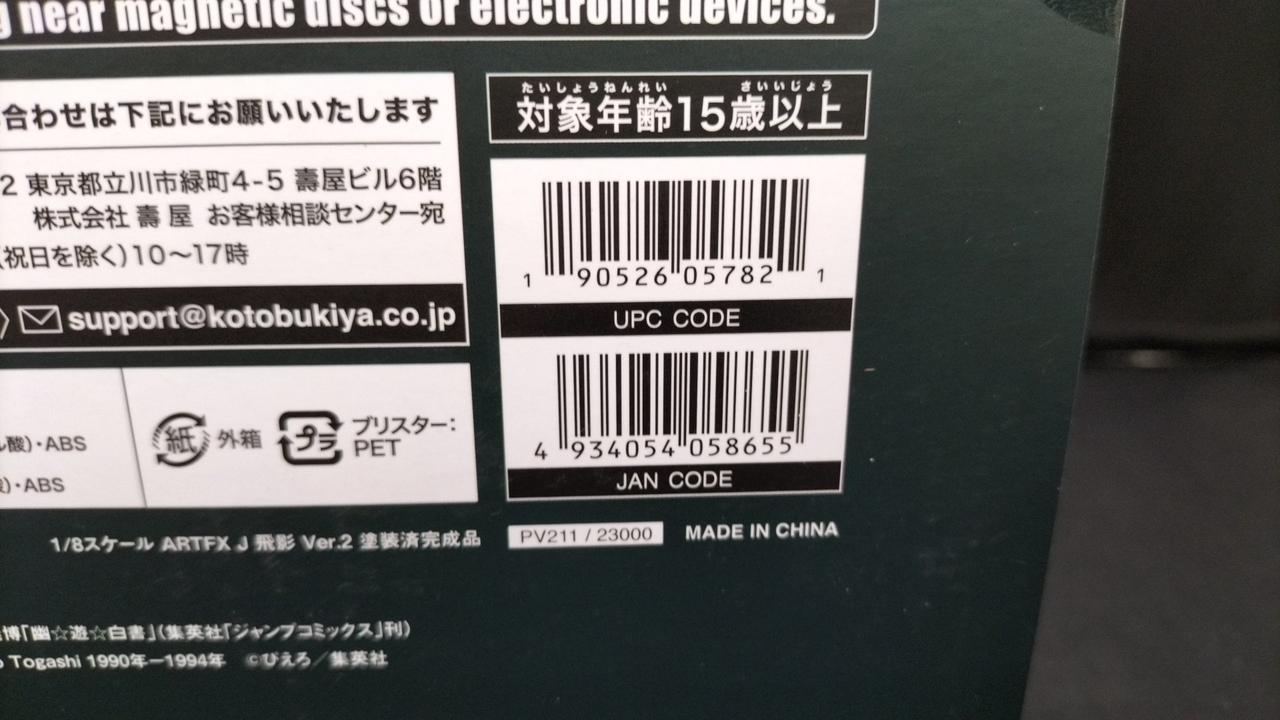 near magnetic discs or electronic devices.
合わせは下記にお願いいたします
2 東京都立川市緑町4-5 壽屋ビル6階
株式会社 壽屋 お客様相談センター宛
(祝日を除く)10～17時
support@kotobukiya.co.jp
酸)・ABS
)・ABS
紙 外箱
プラ ブリスター:
PET
たいしょうねんれい さいいじょう
対象年齢15歳以上
1 90526 05782 1
UPC CODE
4 934054 058655
JAN CODE
1/8スケール ARTFX J 飛影 Ver.2 塗装済完成品
PV211 / 23000
MADE IN CHINA
博「幽☆遊☆白書」(集英社「ジャンプコミックス」刊)
Togashi 1990年ー1994年 ©ぴえろ／集英社